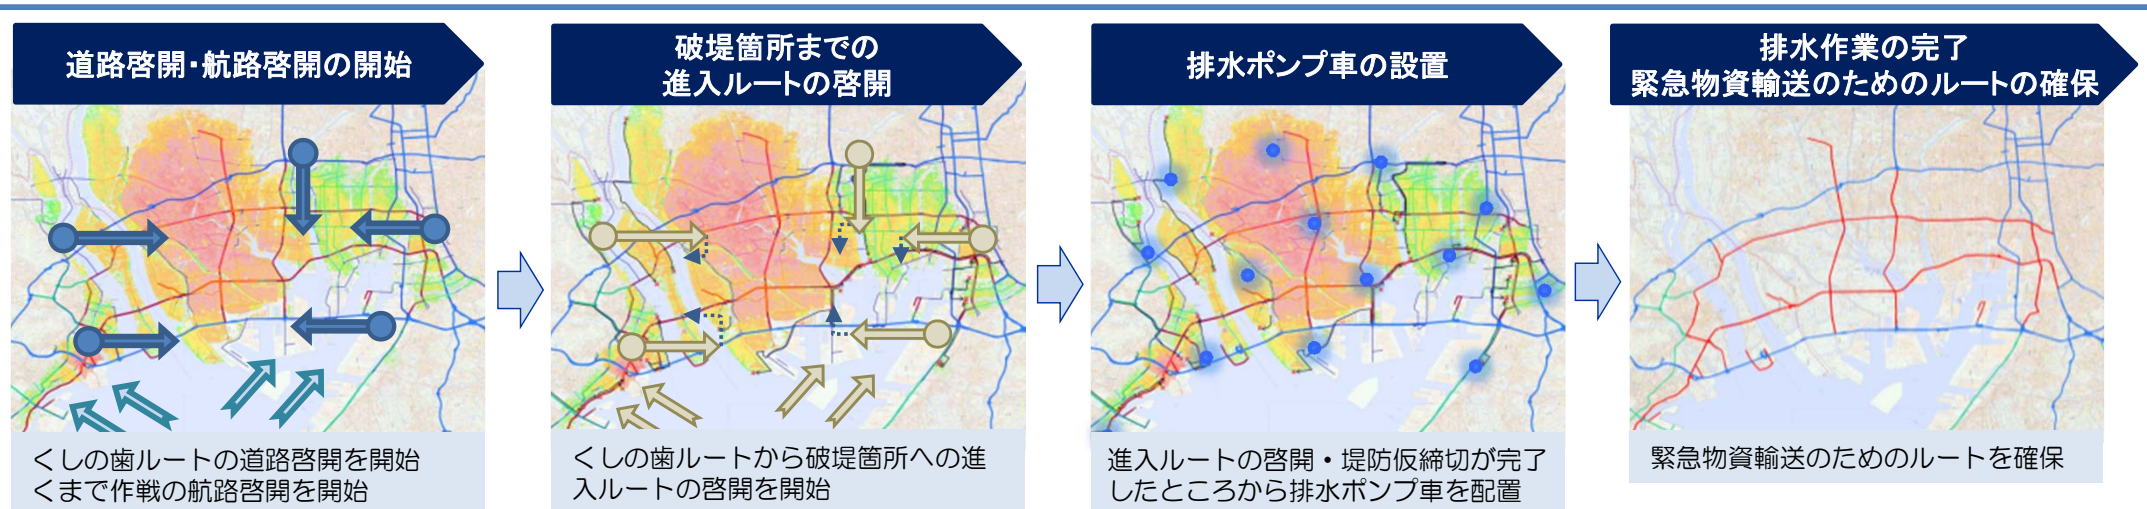 道路啓開・航路啓開の開始
くしの歯ルートの道路啓開を開始
くまで作戦の航路啓開を開始
破堤箇所までの
進入ルートの啓開
くしの歯ルートから破堤箇所への進
入ルートの啓開を開始
排水ポンプ車の設置
進入ルートの啓開・堤防仮締切が完了
したところから排水ポンプ車を配置
排水作業の完了
緊急物資輸送のためのルートの確保
緊急物資輸送のためのルートを確保